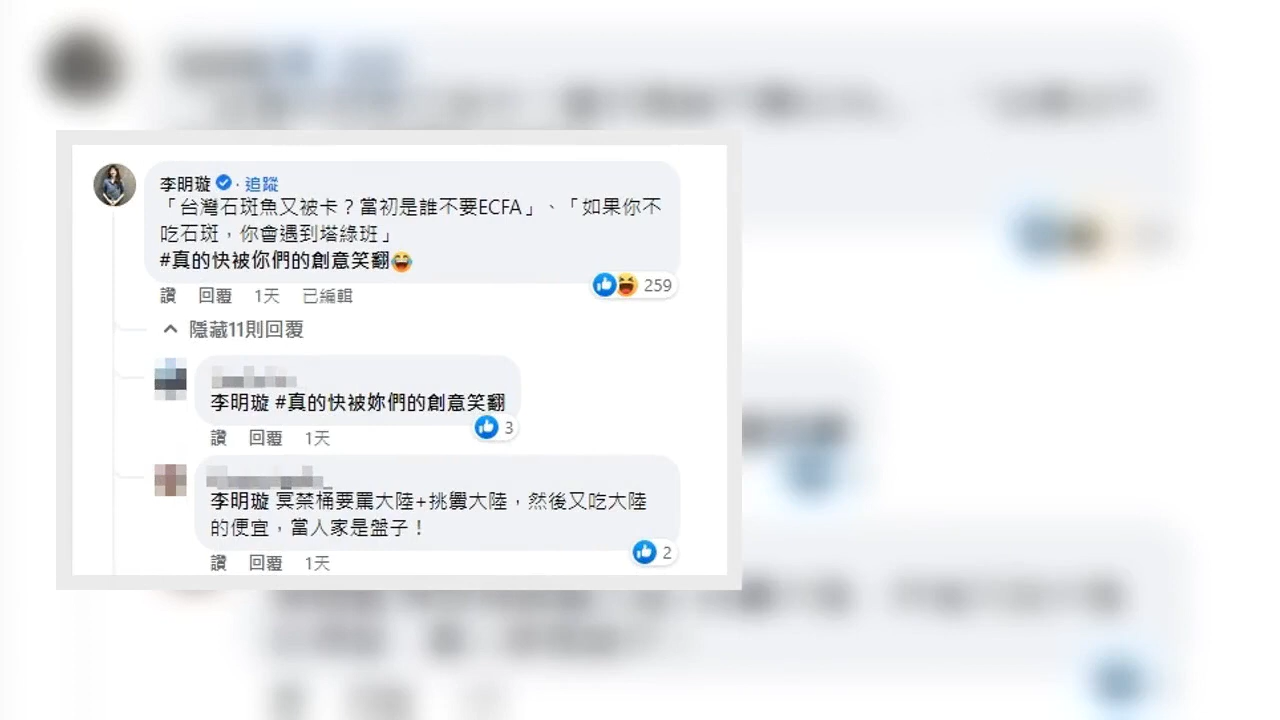 李明璇 · 追蹤
「台灣石斑魚又被卡？當初是誰不要ECFA」、「如果你不
吃石斑，你會遇到塔綠班」
#真的快被你們的創意笑翻😂
259
讚 回覆 1天 已編輯
隱藏11則回覆
李明璇 #真的快被妳們的創意笑翻
3
讚 回覆 1天
李明璇 冥禁桶要罵大陸+挑釁大陸，然後又吃大陸
的便宜，當人家是盤子！
2
讚 回覆 1天